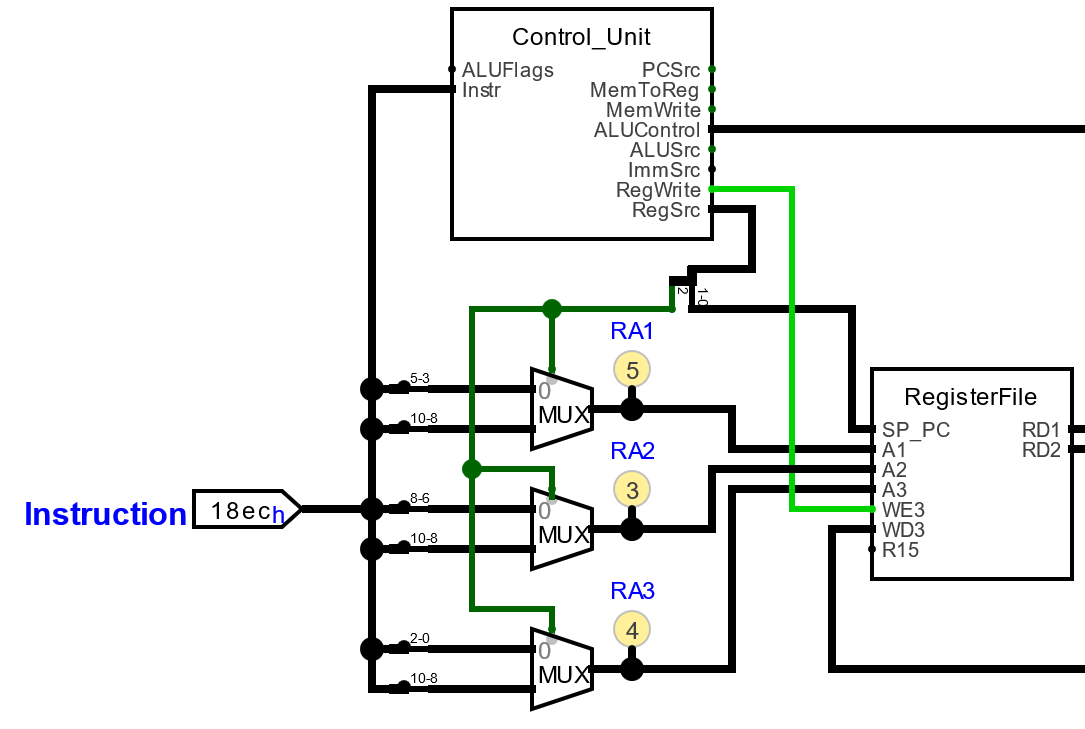 Control_Unit
ALUFlags
Instr
PCSrc
MemToReg
MemWrite
ALUControl
ALUSrc
ImmSrc
RegWrite
RegSrc
2
1-0
RA1
5
5-3
0
10-8
MUX
RegisterFile
SP_PC
A1
A2
A3
WE3
WD3
R15
RD1
RD2
RA2
3
8-6
0
10-8
MUX
Instruction
18ech
RA3
4
2-0
0
10-8
MUX